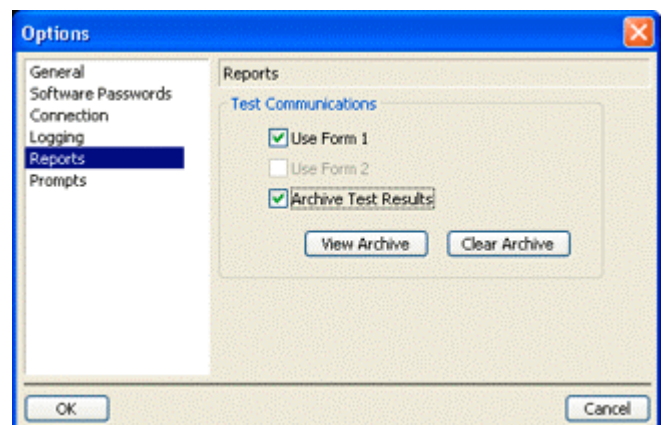 Options
General
Software Passwords
Connection
Logging
Reports
Prompts
Reports
Test Communications
Use Form 1
Use Form 2
Archive Test Results
View Archive
Clear Archive
OK
Cancel